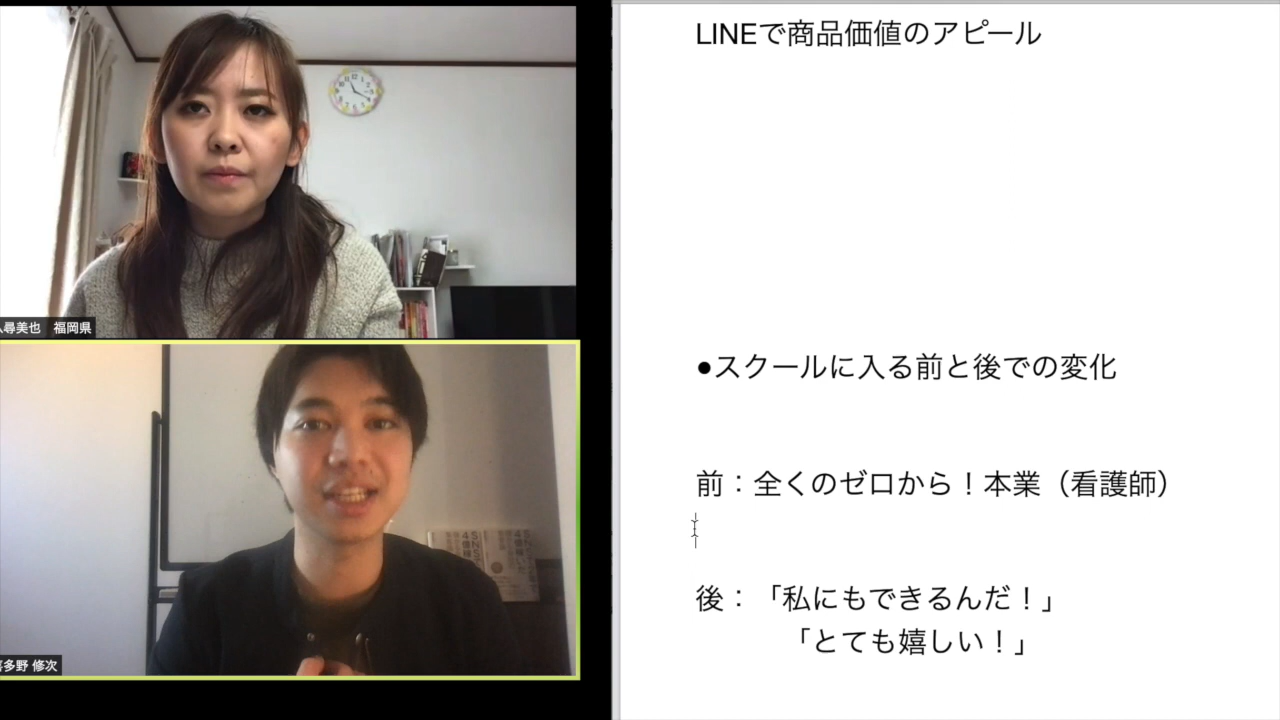 LINEで商品価値のアピール
●スクールに入る前と後での変化
前：全くのゼロから！本業（看護師）
後：「私にもできるんだ！」
「とても嬉しい！」
尋美也 福岡県
多野 修次